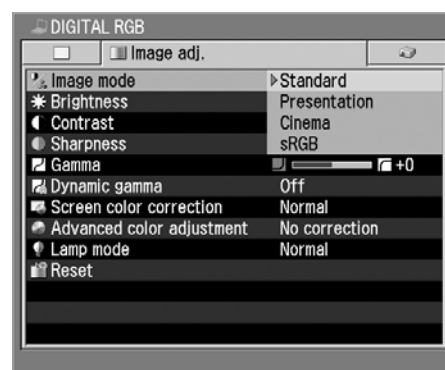 DIGITAL RGB
Image adj.
Image mode Standard
Brightness Presentation
Contrast Cinema
Sharpness sRGB
Gamma +0
Dynamic gamma Off
Screen color correction Normal
Advanced color adjustment No correction
Lamp mode Normal
Reset